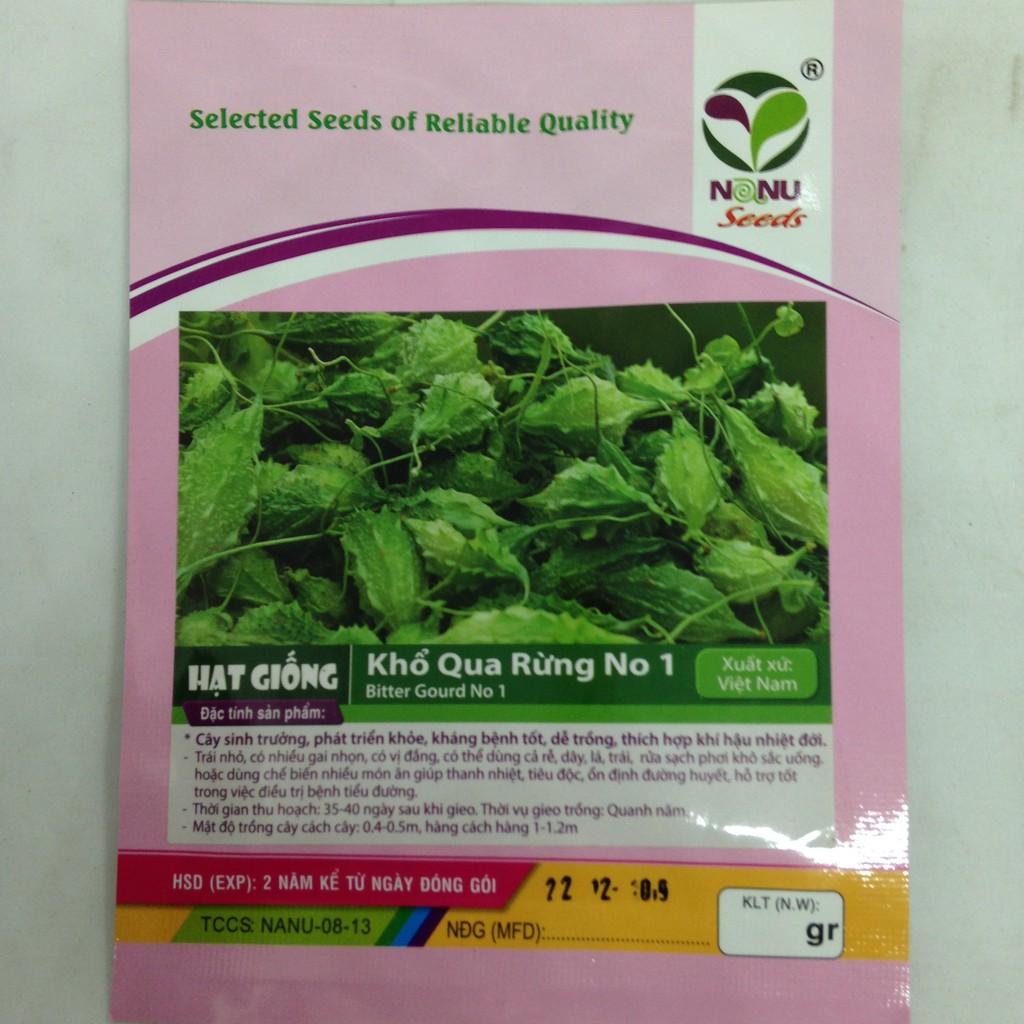 Selected Seeds of Reliable Quality
®
NANU
Seeds
HẠT GIỐNG
Khổ Qua Rừng No 1
Bitter Gourd No 1
Xuất xứ:
Việt Nam
Đặc tính sản phẩm:
* Cây sinh trưởng, phát triển khỏe, kháng bệnh tốt, dễ trồng, thích hợp khí hậu nhiệt đới.
- Trái nhỏ, có nhiều gai nhọn, có vị đắng, có thể dùng cả rễ, dây, lá, trái, rửa sạch phơi khô sắc uống.
hoặc dùng chế biến nhiều món ăn giúp thanh nhiệt, tiêu độc, ổn định đường huyết, hỗ trợ tốt
trong việc điều trị bệnh tiểu đường.
- Thời gian thu hoạch: 35-40 ngày sau khi gieo. Thời vụ gieo trồng: Quanh năm.
- Mật độ trồng cây cách cây: 0.4-0.5m, hàng cách hàng 1-1.2m
HSD (EXP): 2 NĂM KỂ TỪ NGÀY ĐÓNG GÓI
TCCS: NANU-08-13
NĐG (MFD):
KLT (N.W):
gr